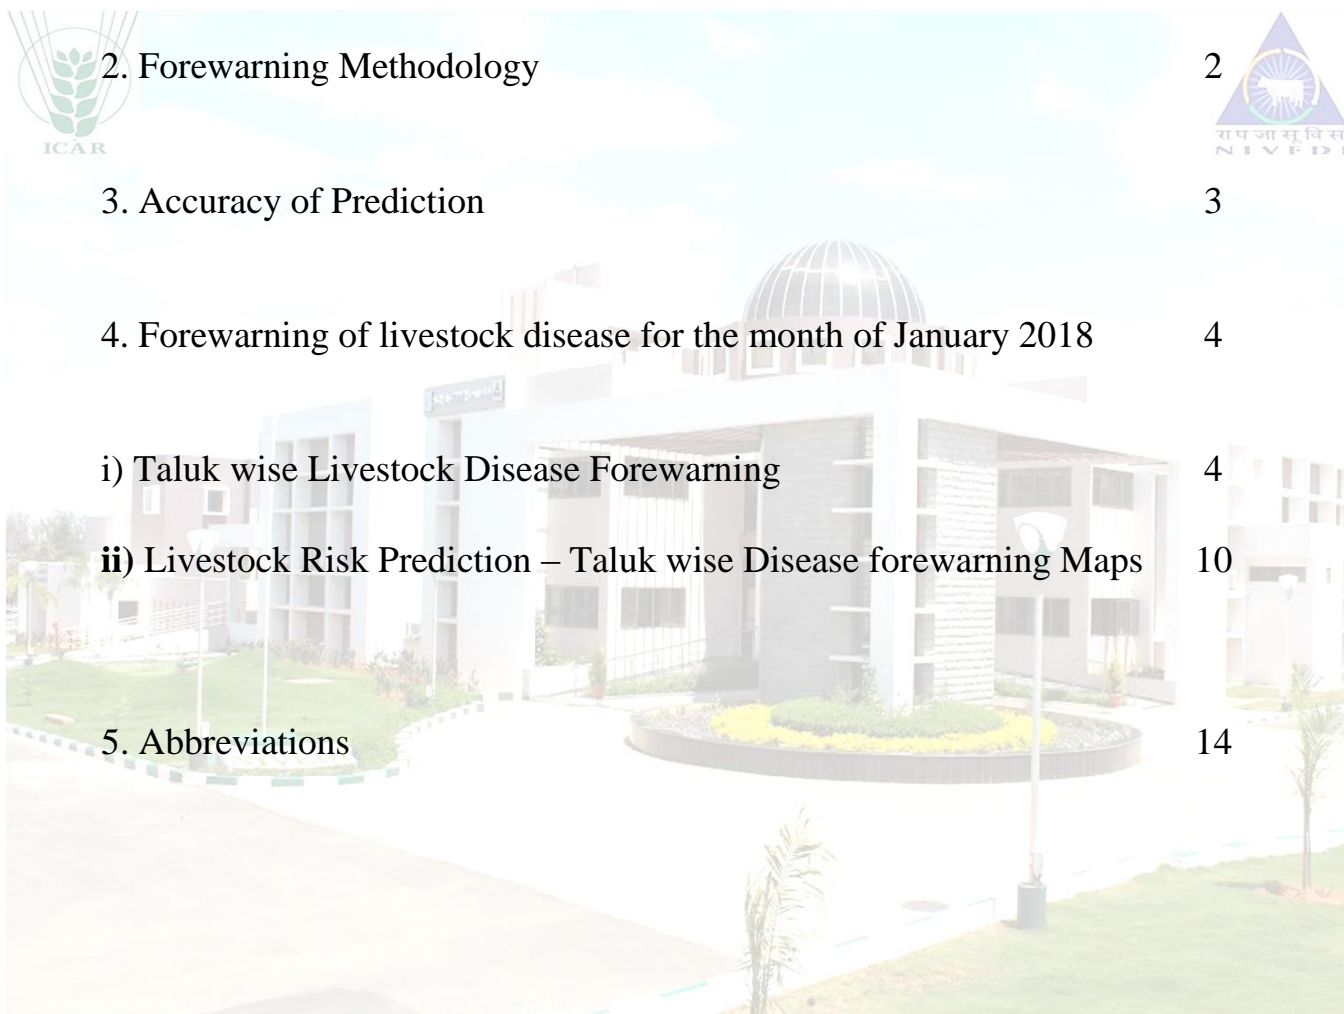 2. Forewarning Methodology 2
ICAR
राप जा सू वि स
NIVEDI
3. Accuracy of Prediction 3
4. Forewarning of livestock disease for the month of January 2018 4
i) Taluk wise Livestock Disease Forewarning 4
ii) Livestock Risk Prediction – Taluk wise Disease forewarning Maps 10
5. Abbreviations 14